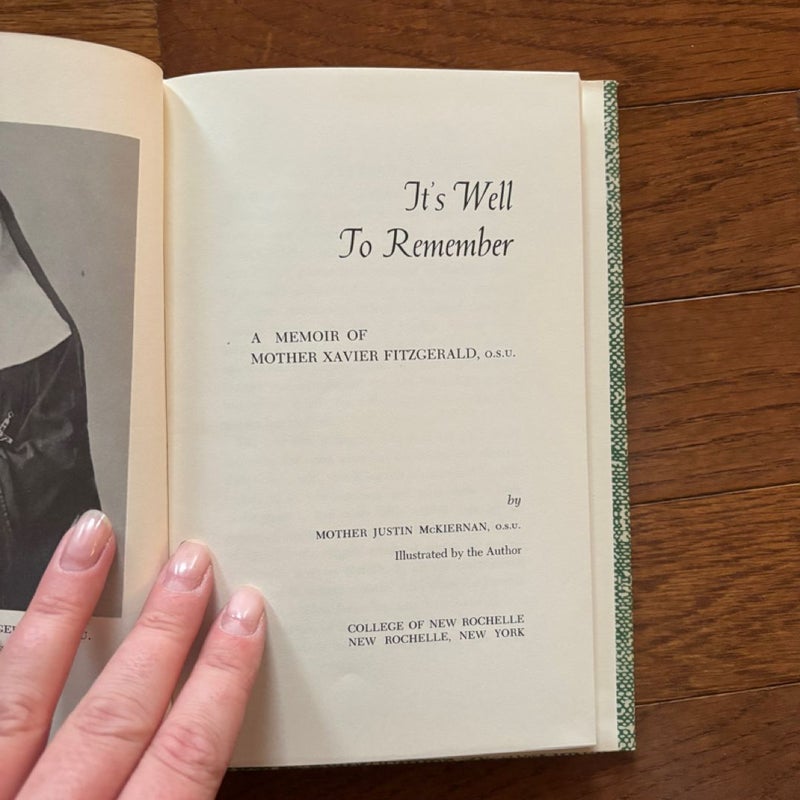 It's Well
To Remember
A MEMOIR OF
MOTHER XAVIER FITZGERALD, O.S.U.
by
MOTHER JUSTIN McKIERNAN, O.S.U.
Illustrated by the Author
COLLEGE OF NEW ROCHELLE
NEW ROCHELLE, NEW YORK